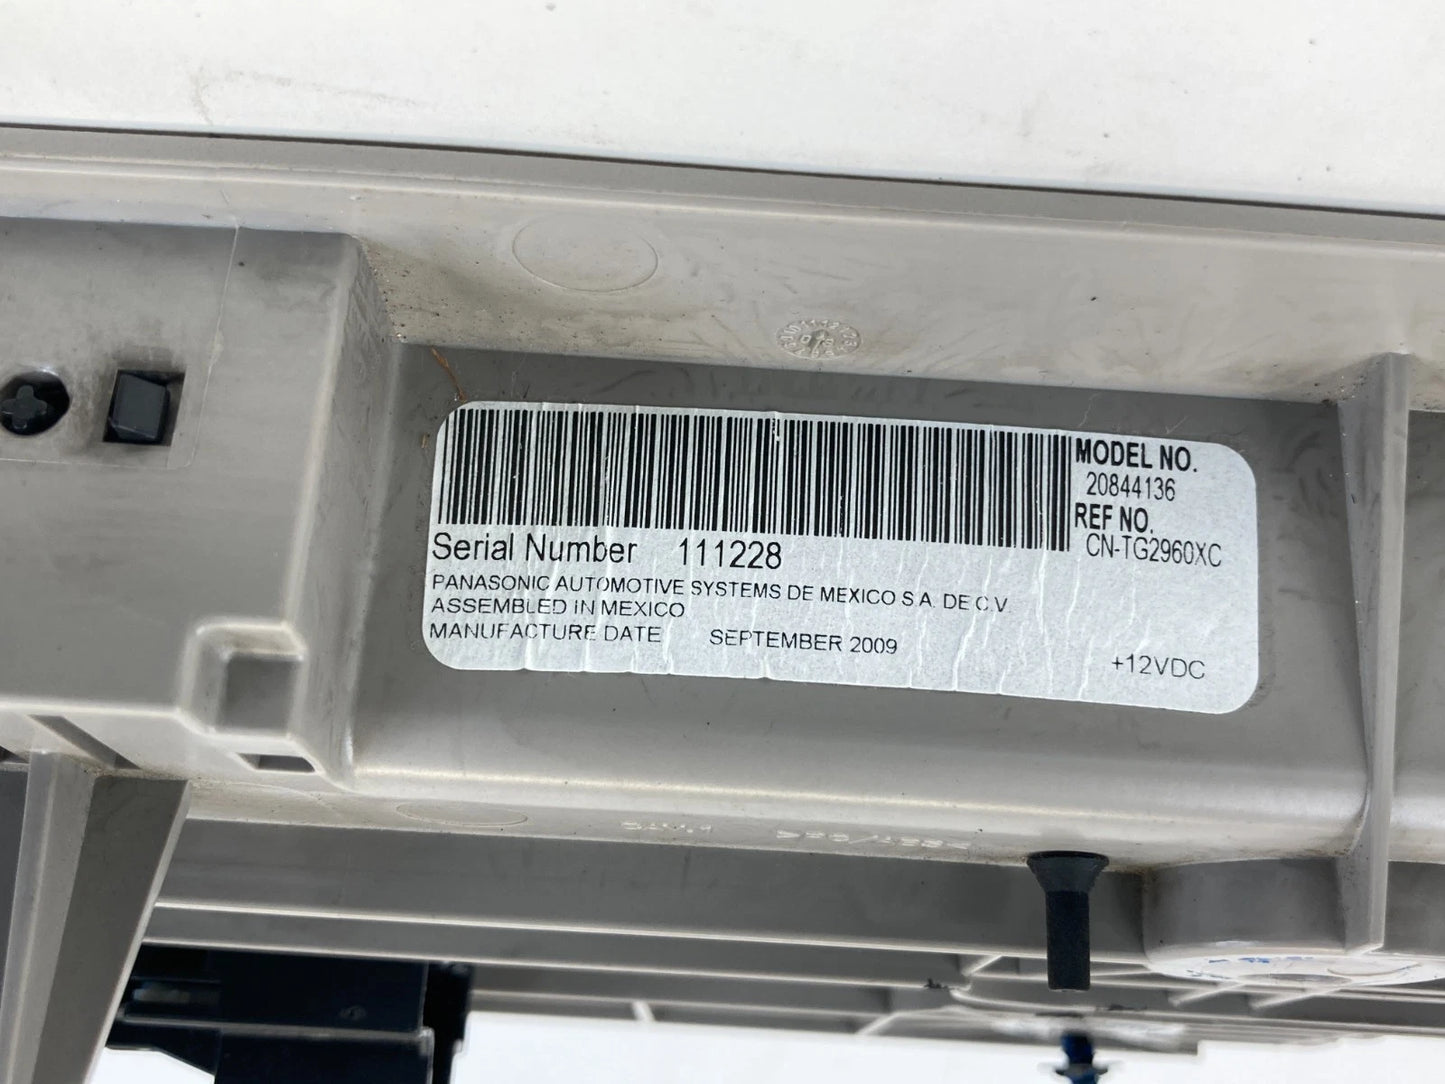 MODEL NO.
20844136
REF NO.
CN-TG2960XC
Serial Number 111228
PANASONIC AUTOMOTIVE SYSTEMS DE MEXICO S.A. DE C.V.
ASSEMBLED IN MEXICO
MANUFACTURE DATE SEPTEMBER 2009
+12VDC